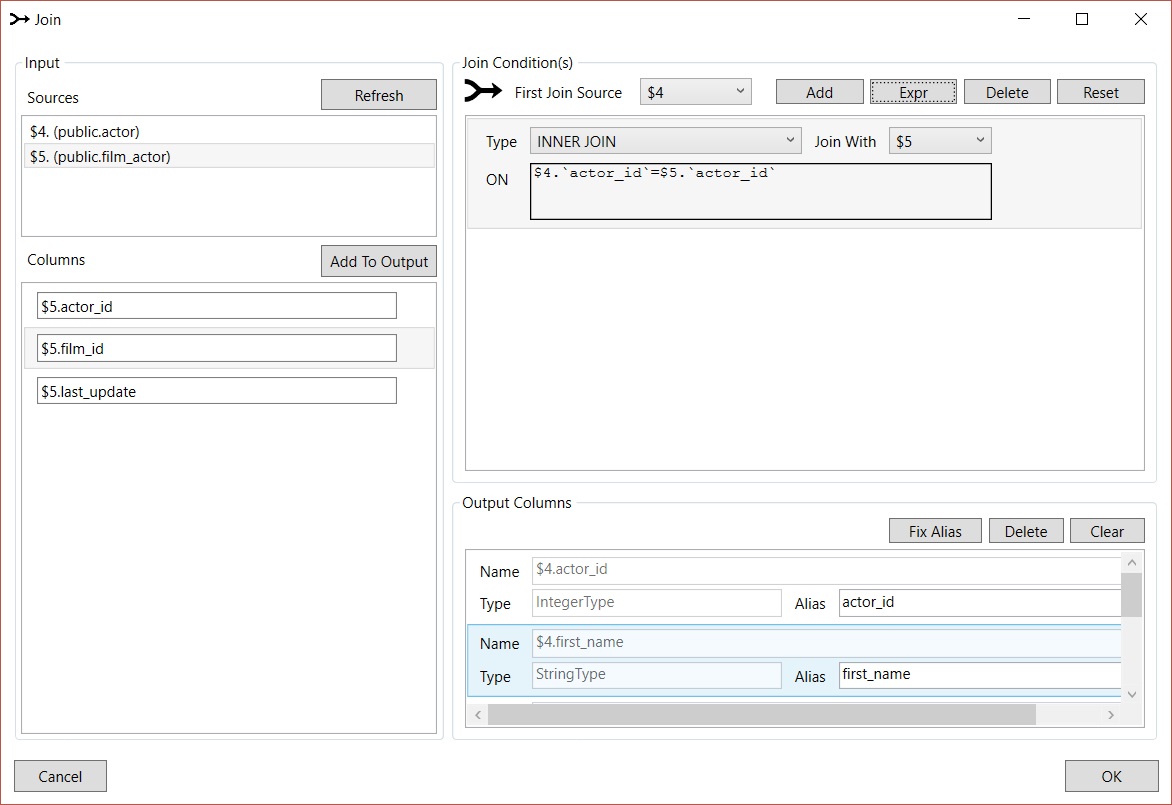 Join
Input
Sources
Refresh
$4. (public.actor)
$5. (public.film_actor)
Columns
Add To Output
$5.actor_id
$5.film_id
$5.last_update
Join Condition(s)
First Join Source $4 Add Expr Delete Reset
Type INNER JOIN Join With $5
ON $4.`actor_id`=$5.`actor_id`
Output Columns
Fix Alias Delete Clear
Name $4.actor_id
Type IntegerType Alias actor_id
Name $4.first_name
Type StringType Alias first_name
Cancel
OK